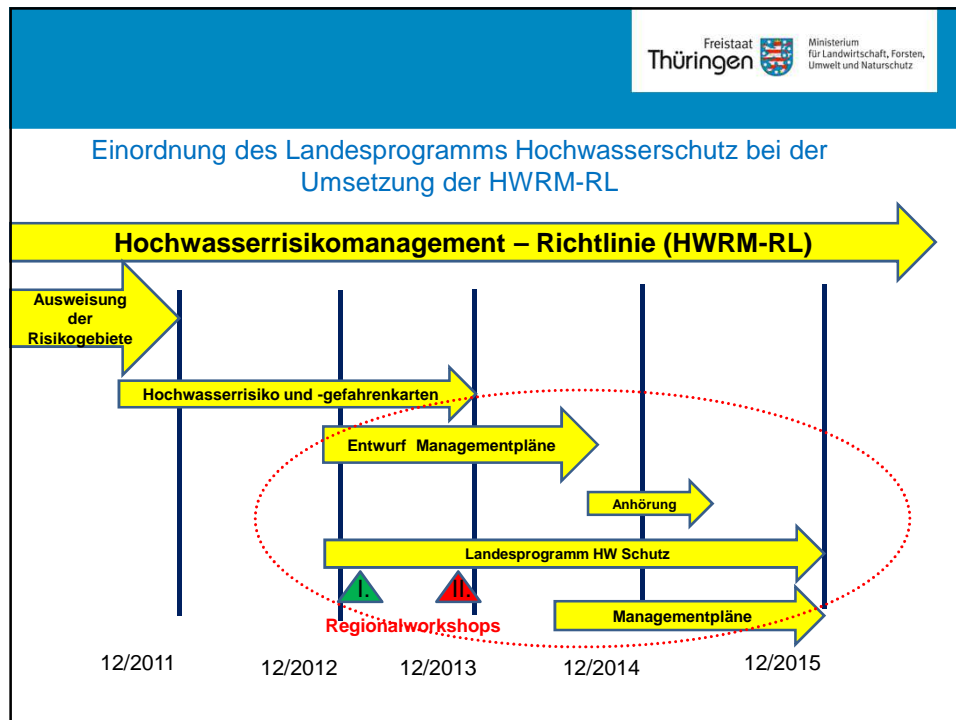 Freistaat
Thüringen
Ministerium
für Landwirtschaft, Forsten,
Umwelt und Naturschutz
Einordnung des Landesprogramms Hochwasserschutz bei der
Umsetzung der HWRM-RL
Hochwasserrisikomanagement – Richtlinie (HWRM-RL)
Ausweisung
der
Risikogebiete
Hochwasserrisiko und -gefahrenkarten
Entwurf Managementpläne
Anhörung
Landesprogramm HW Schutz
I.
II.
Regionalworkshops
Managementpläne
12/2011
12/2012
12/2013
12/2014
12/2015